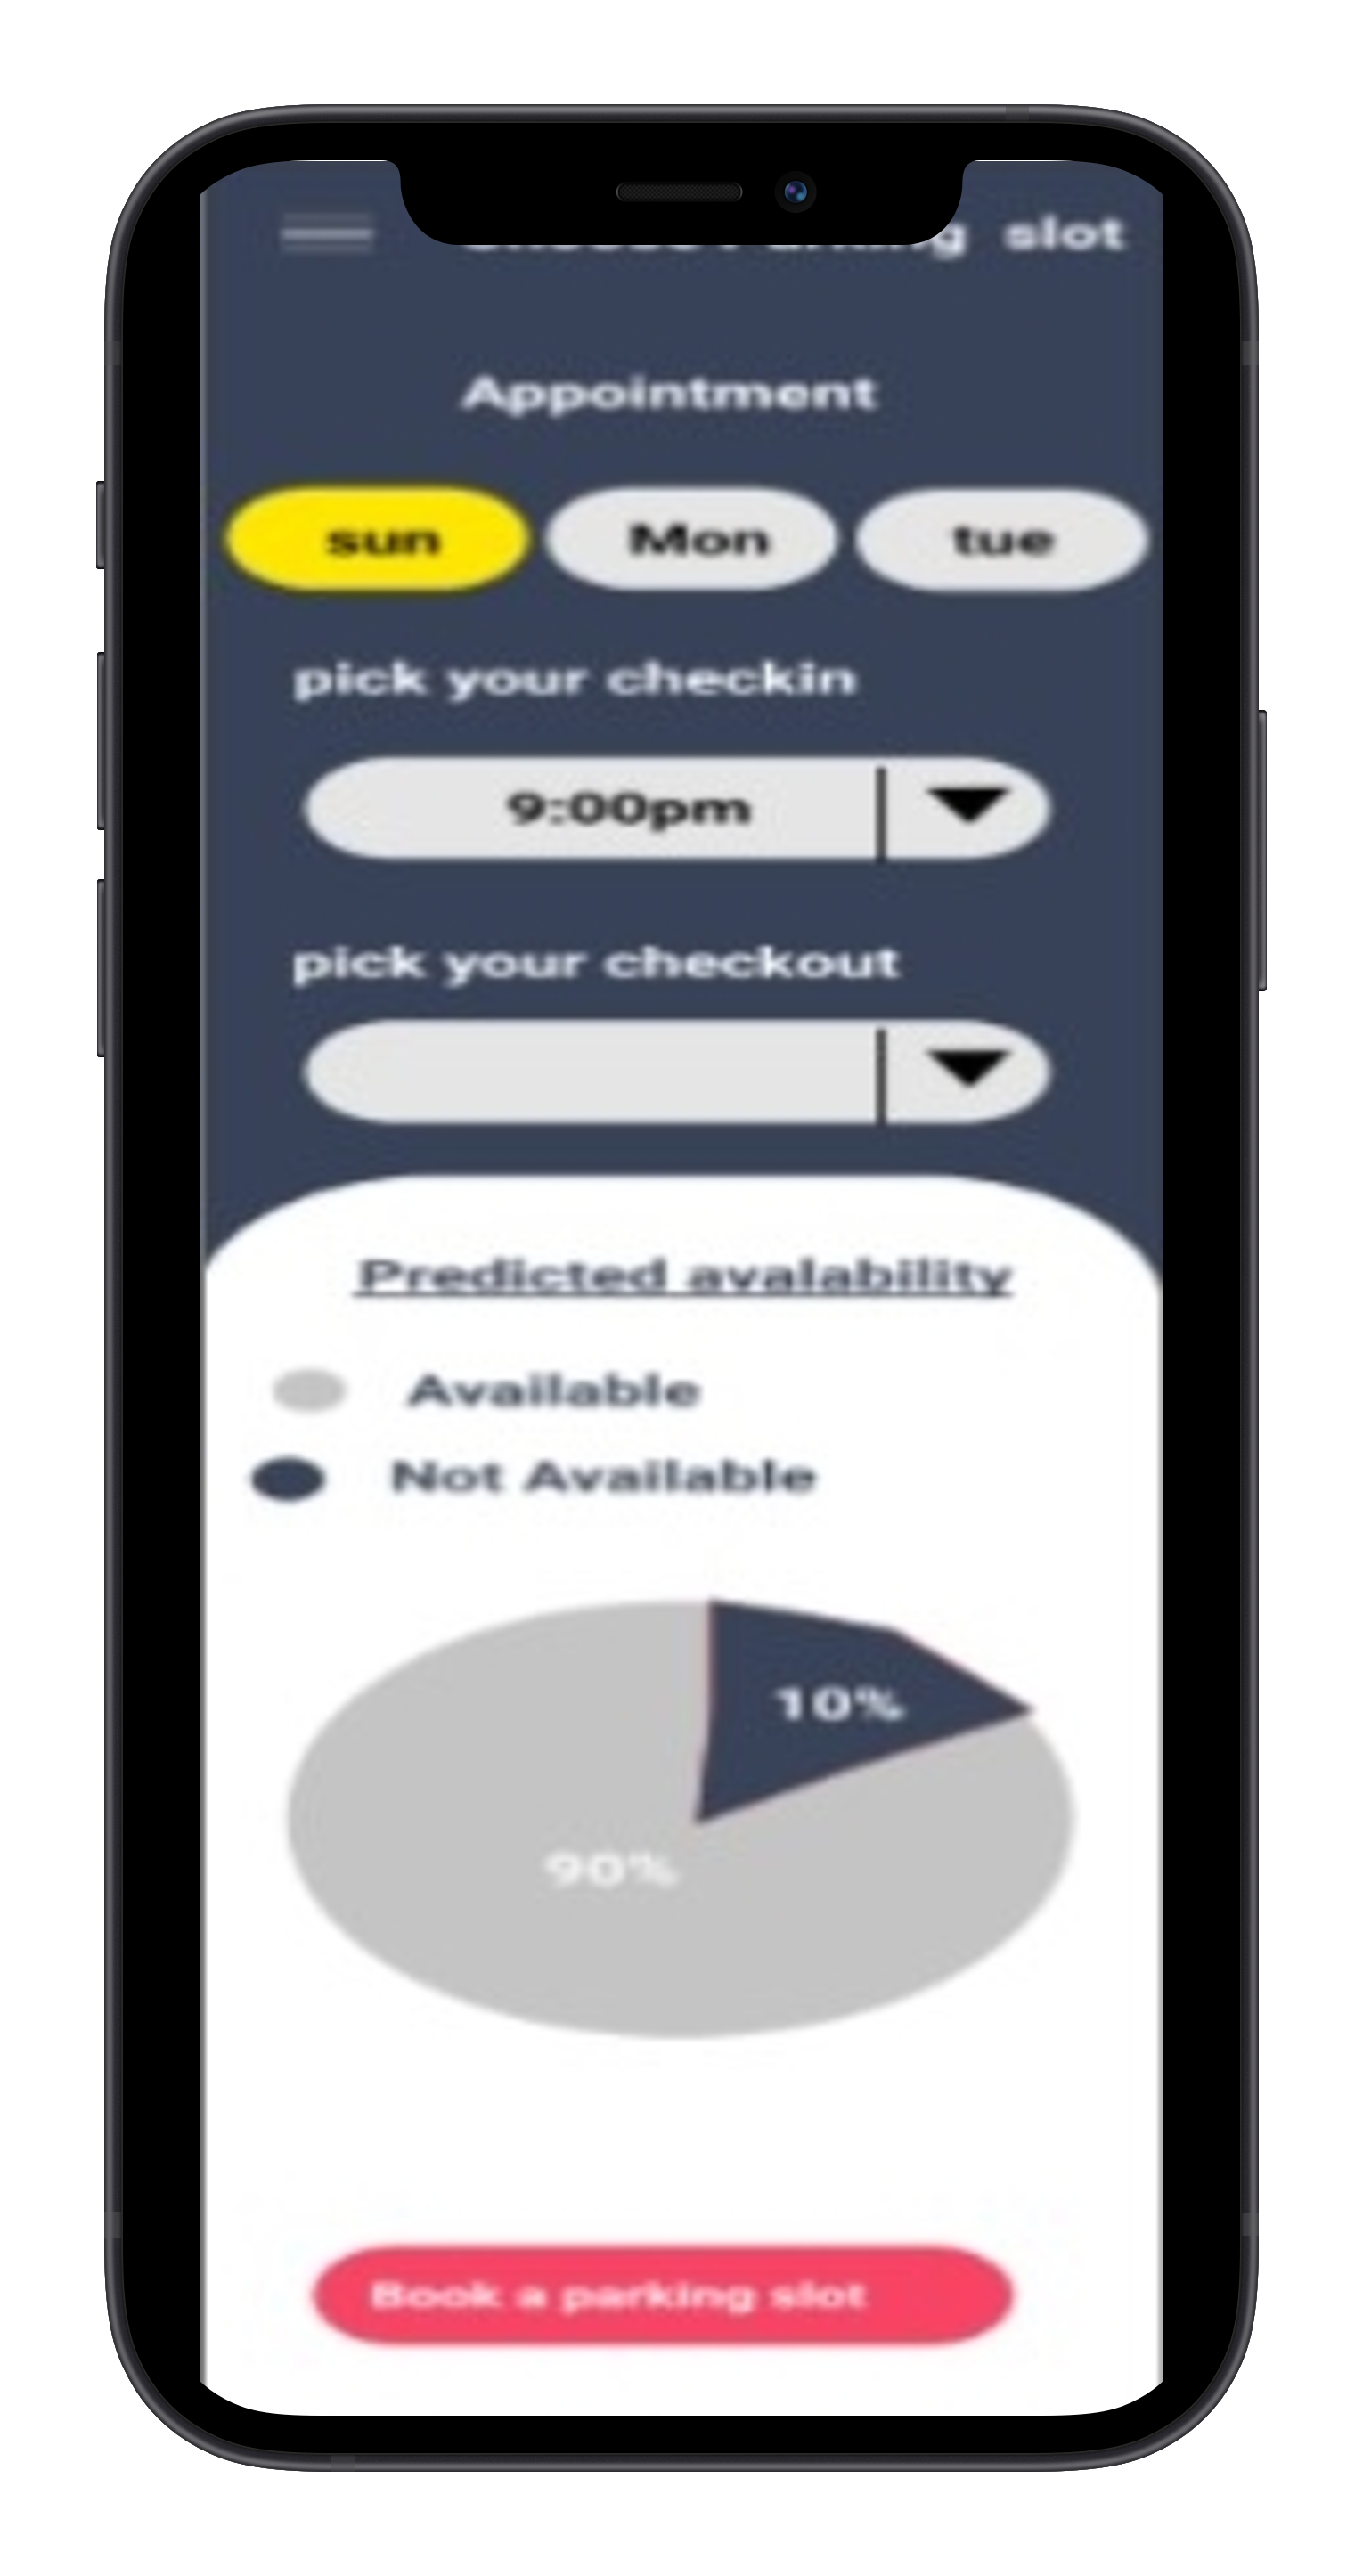 slot
Appointment
sun Mon tue
pick your checkin
9:00pm
pick your checkout
Predicted avalability
Available
Not Available
10%
90%
Book a parking slot